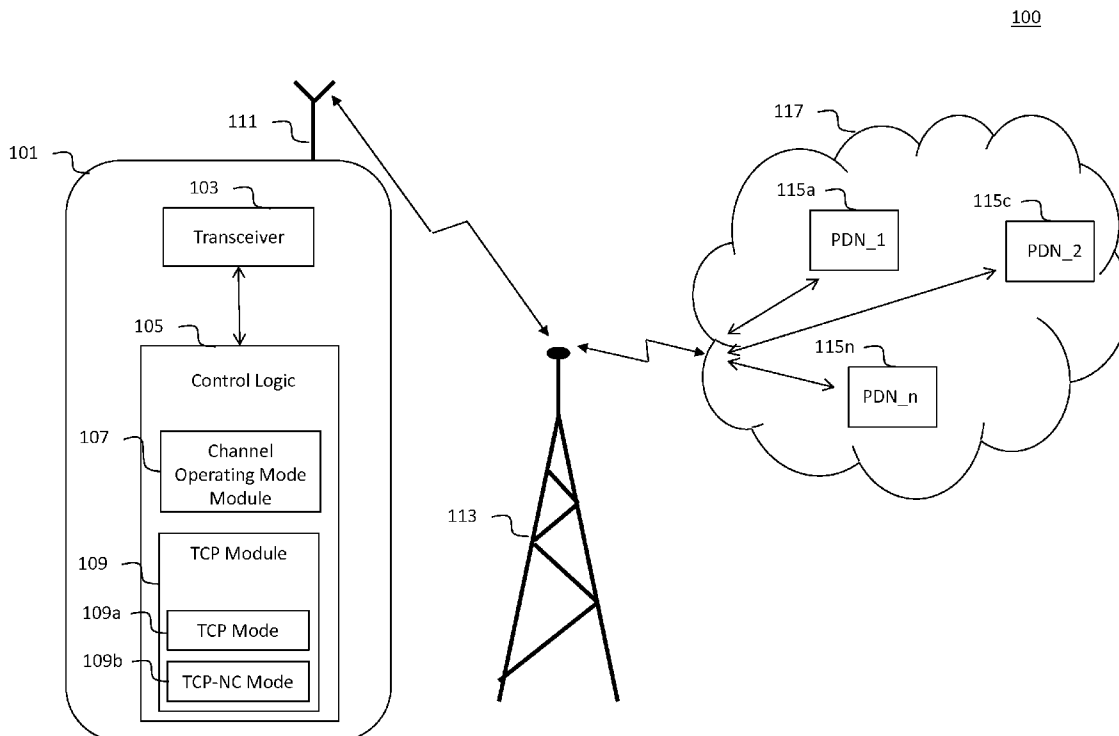 100
111
101
103
Transceiver
105
Control Logic
107
Channel
Operating Mode
Module
109
TCP Module
109a
TCP Mode
109b
TCP-NC Mode
113
117
115a
PDN_1
115c
PDN_2
115n
PDN_n